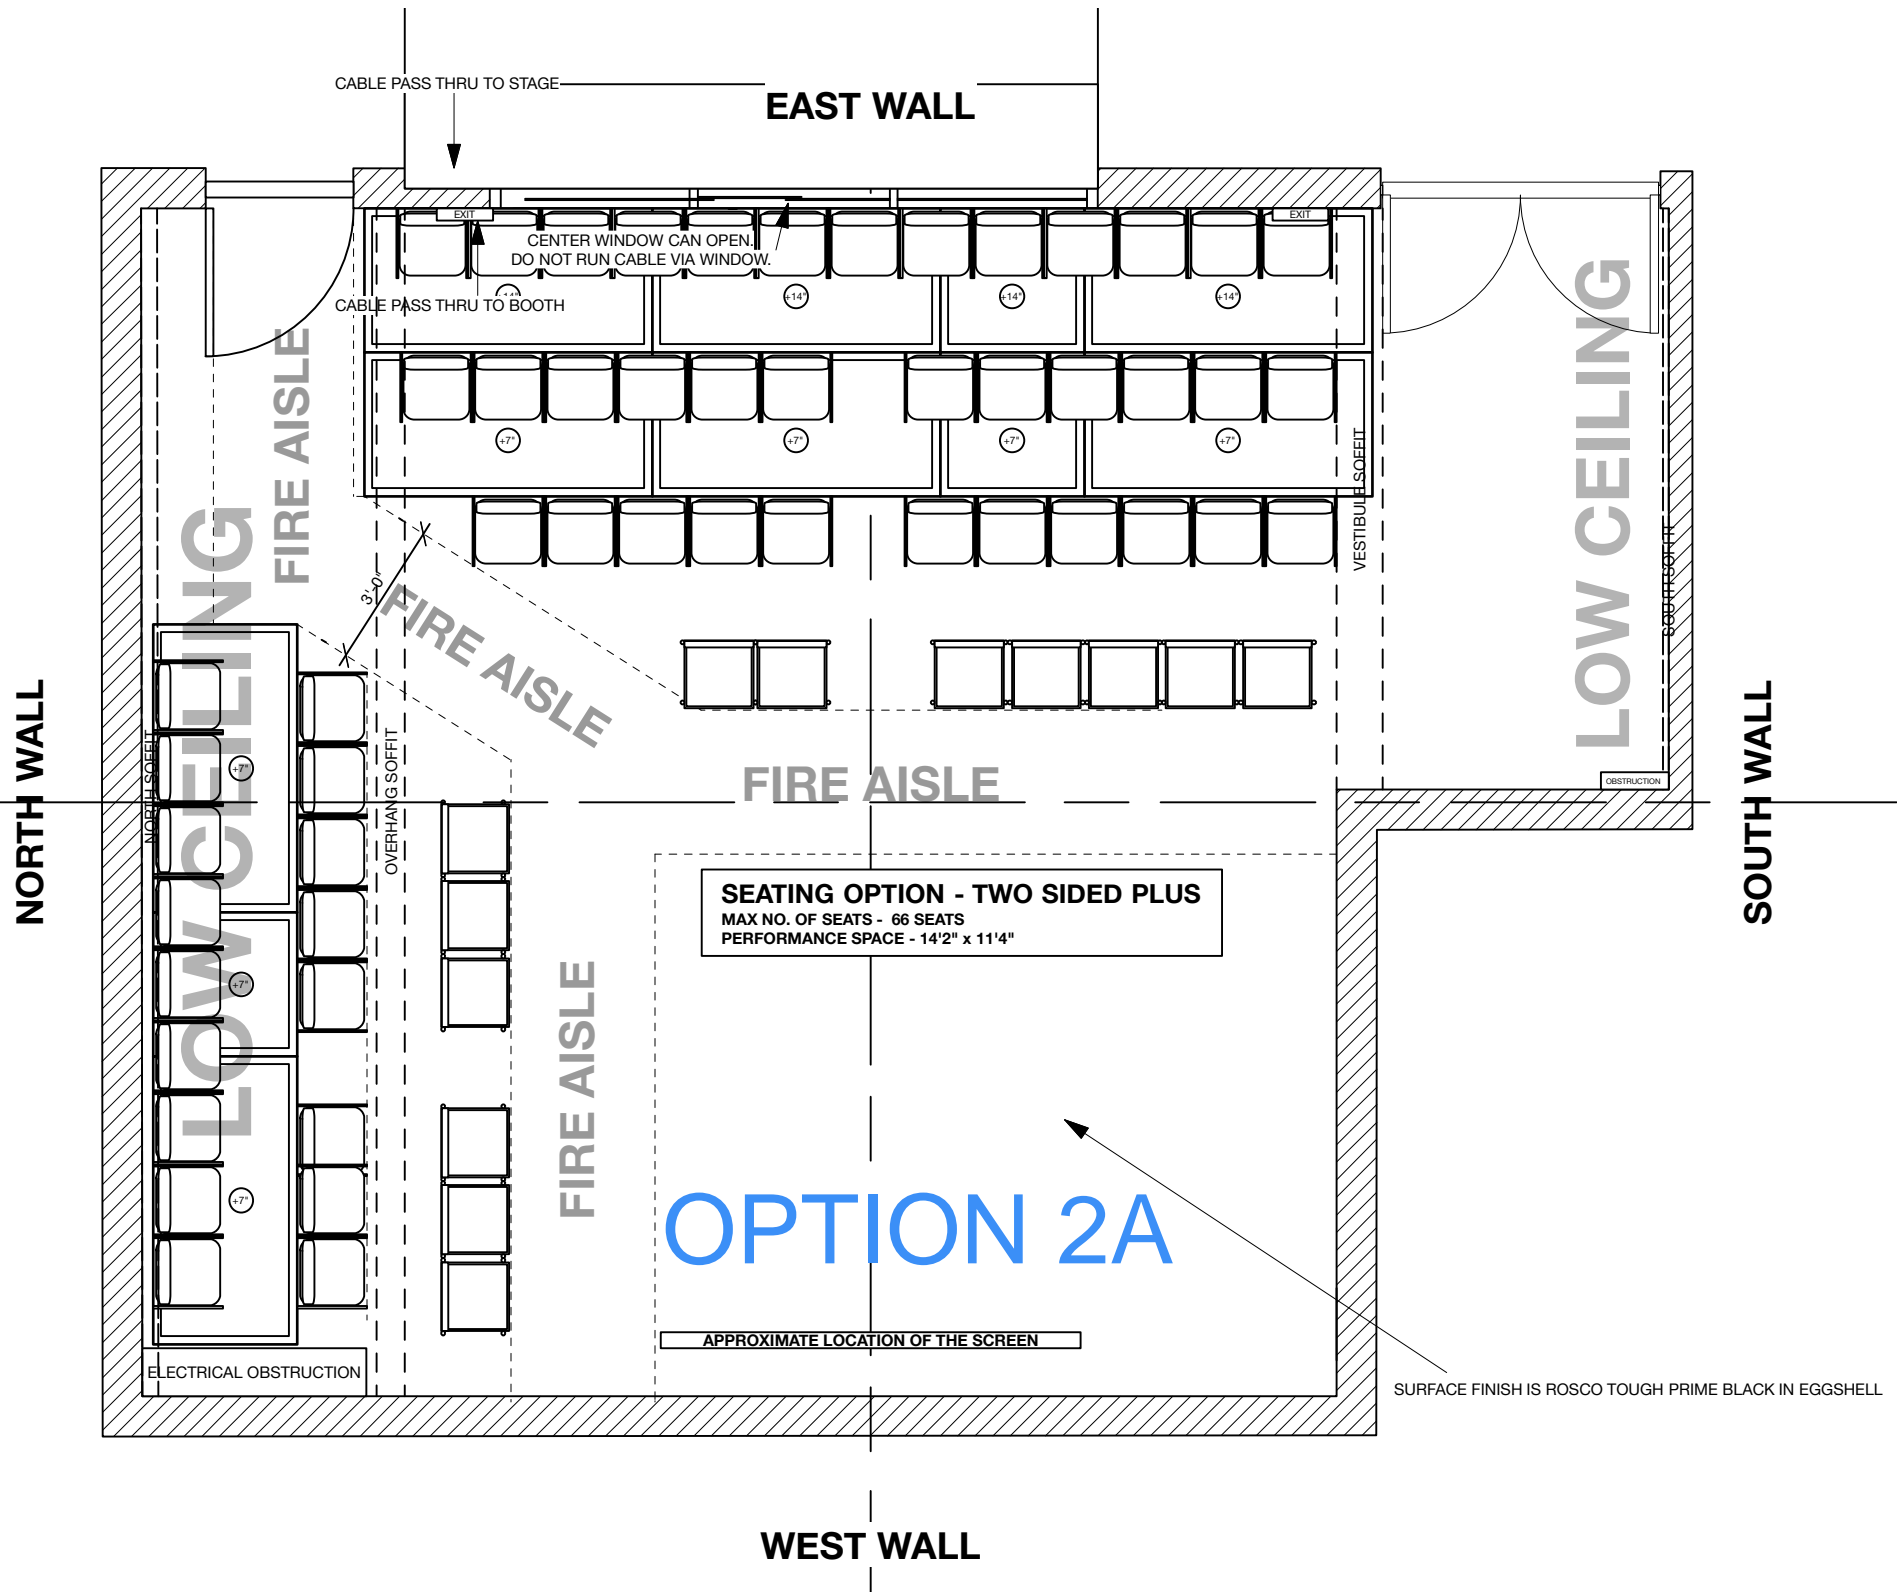 CABLE PASS THRU TO STAGE
EAST WALL
EXIT
EXIT
CENTER WINDOW CAN OPEN.
DO NOT RUN CABLE VIA WINDOW.
+14"
+14"
+14"
CABLE PASS THRU TO BOOTH
FIRE AISLE
LOW CEILING
+7"
+7"
+7"
+7"
VESTIBULE SOFFIT
SOUTH SOFFIT
LOW CEILING
3'-0"
FIRE AISLE
NORTH WALL
NORTH SOFFIT
OVERHANG SOFFIT
+7"
+7"
+7"
FIRE AISLE
OBSTRUCTION
SOUTH WALL
SEATING OPTION - TWO SIDED PLUS
MAX NO. OF SEATS - 66 SEATS
PERFORMANCE SPACE - 14'2" x 11'4"
FIRE AISLE
OPTION 2A
APPROXIMATE LOCATION OF THE SCREEN
ELECTRICAL OBSTRUCTION
SURFACE FINISH IS ROSCO TOUGH PRIME BLACK IN EGGSHELL
WEST WALL